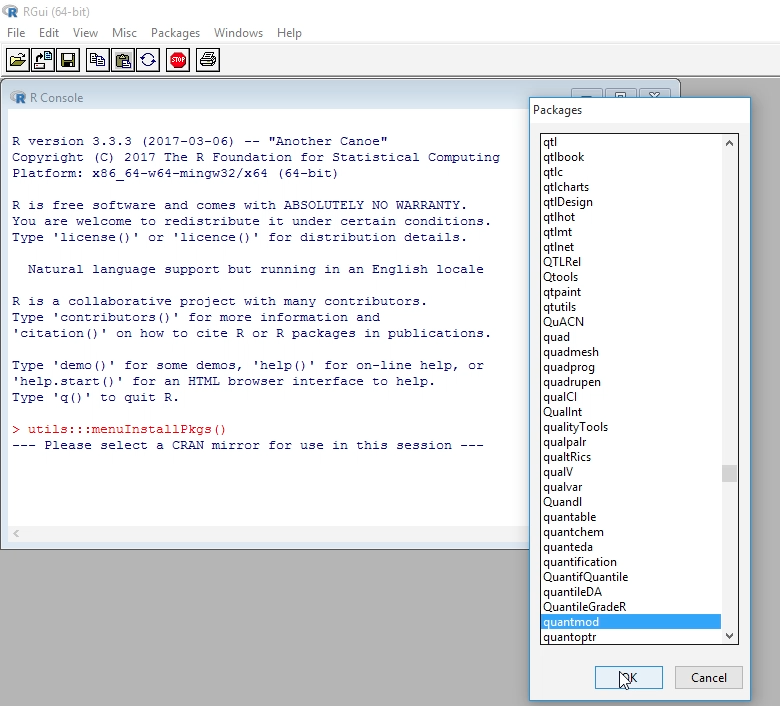 RGui (64-bit)
File Edit View Misc Packages Windows Help
STOP
R Console
R version 3.3.3 (2017-03-06) -- "Another Canoe"
Copyright (C) 2017 The R Foundation for Statistical Computing
Platform: x86_64-w64-mingw32/x64 (64-bit)
R is free software and comes with ABSOLUTELY NO WARRANTY.
You are welcome to redistribute it under certain conditions.
Type 'license()' or 'licence()' for distribution details.
Natural language support but running in an English locale
R is a collaborative project with many contributors.
Type 'contributors()' for more information and
'citation()' on how to cite R or R packages in publications.
Type 'demo()' for some demos, 'help()' for on-line help, or
'help.start()' for an HTML browser interface to help.
Type 'q()' to quit R.
> utils:::menuInstallPkgs()
--- Please select a CRAN mirror for use in this session ---
Packages
qtl
qtlbook
qtlc
qtlcharts
qtlDesign
qtlhot
qtlmt
qtlnet
QTLRel
Qtools
qtpaint
qtutils
QuACN
quad
quadmesh
quadprog
quadrupen
qualCI
QualInt
qualityTools
qualpalr
qualtRics
qualV
qualvar
Quandl
quantable
quantchem
quanteda
quantification
QuantifQuantile
quantileDA
QuantileGradeR
quantmod
quantoptr
OK Cancel